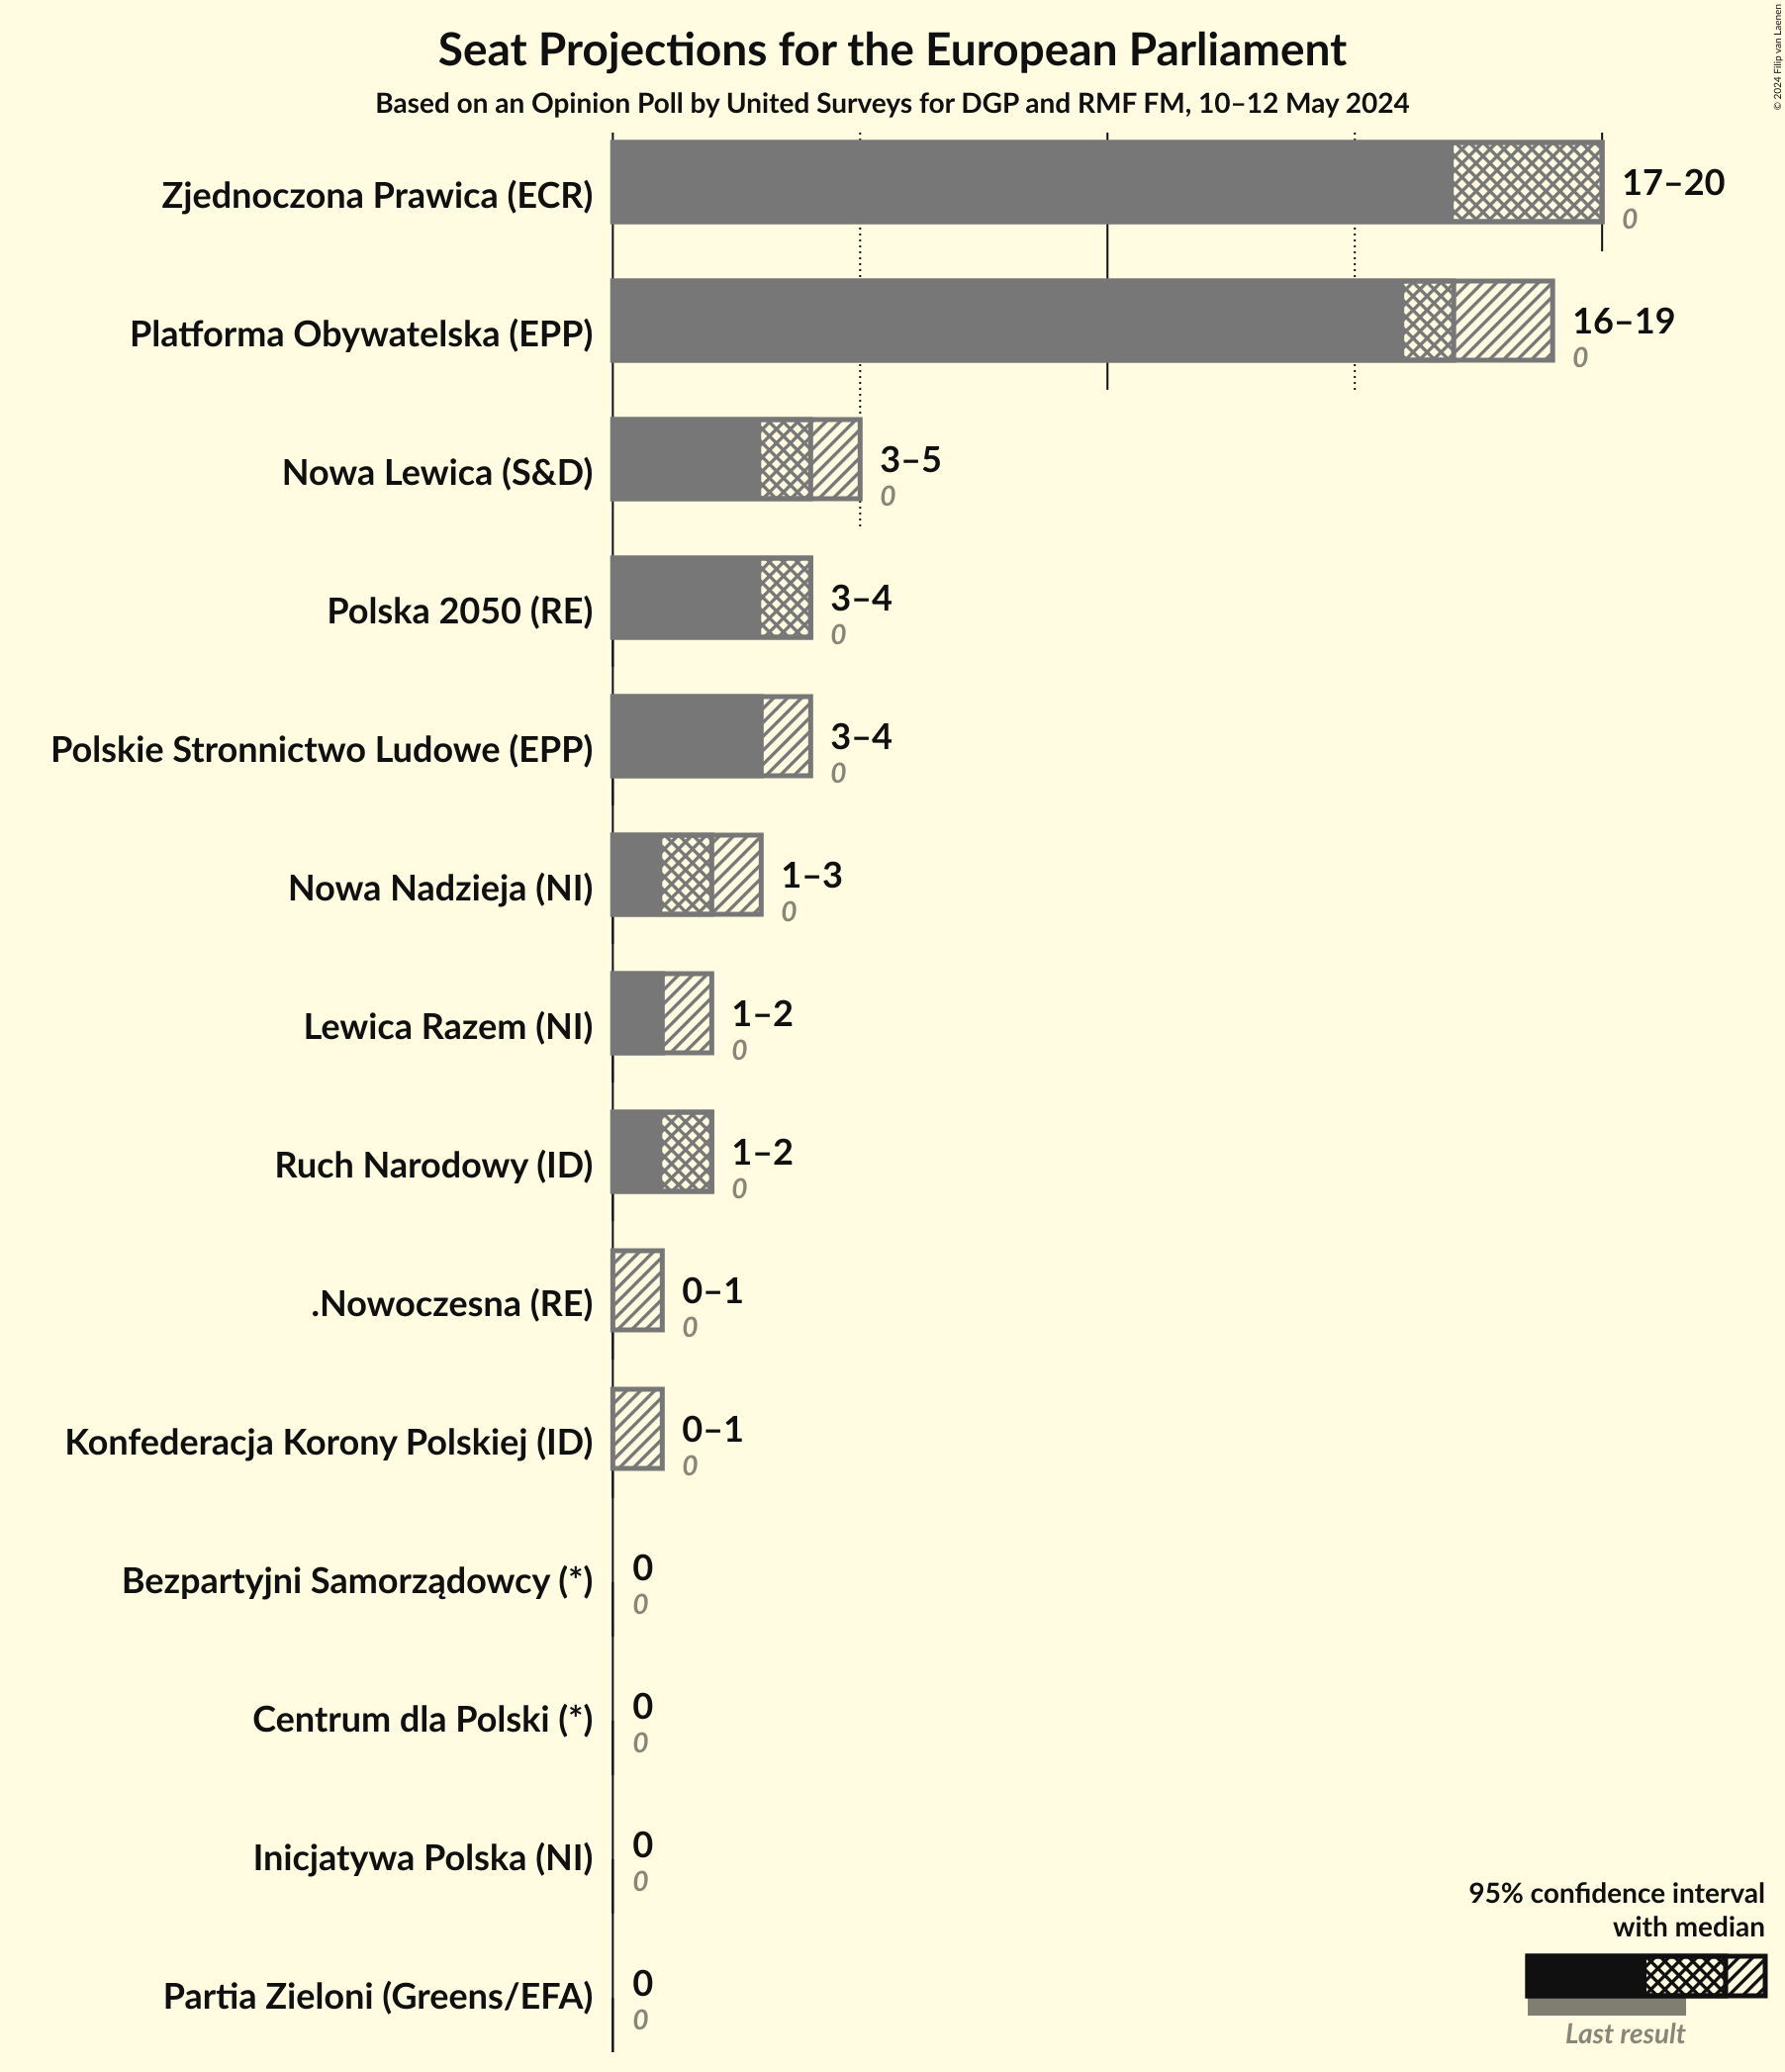 Seat Projections for the European Parliament
Based on an Opinion Poll by United Surveys for DGP and RMF FM, 10–12 May 2024
© 2024 Filip van Laenen
Zjednoczona Prawica (ECR)
17–20
0
Platforma Obywatelska (EPP)
16–19
0
Nowa Lewica (S&D)
3–5
0
Polska 2050 (RE)
3–4
0
Polskie Stronnictwo Ludowe (EPP)
3–4
0
Nowa Nadzieja (NI)
1–3
0
Lewica Razem (NI)
1–2
0
Ruch Narodowy (ID)
1–2
0
.Nowoczesna (RE)
0–1
0
Konfederacja Korony Polskiej (ID)
0–1
0
Bezpartyjni Samorządowcy (*)
0
0
Centrum dla Polski (*)
0
0
Inicjatywa Polska (NI)
0
0
Partia Zieloni (Greens/EFA)
0
0
95% confidence interval
with median
Last result